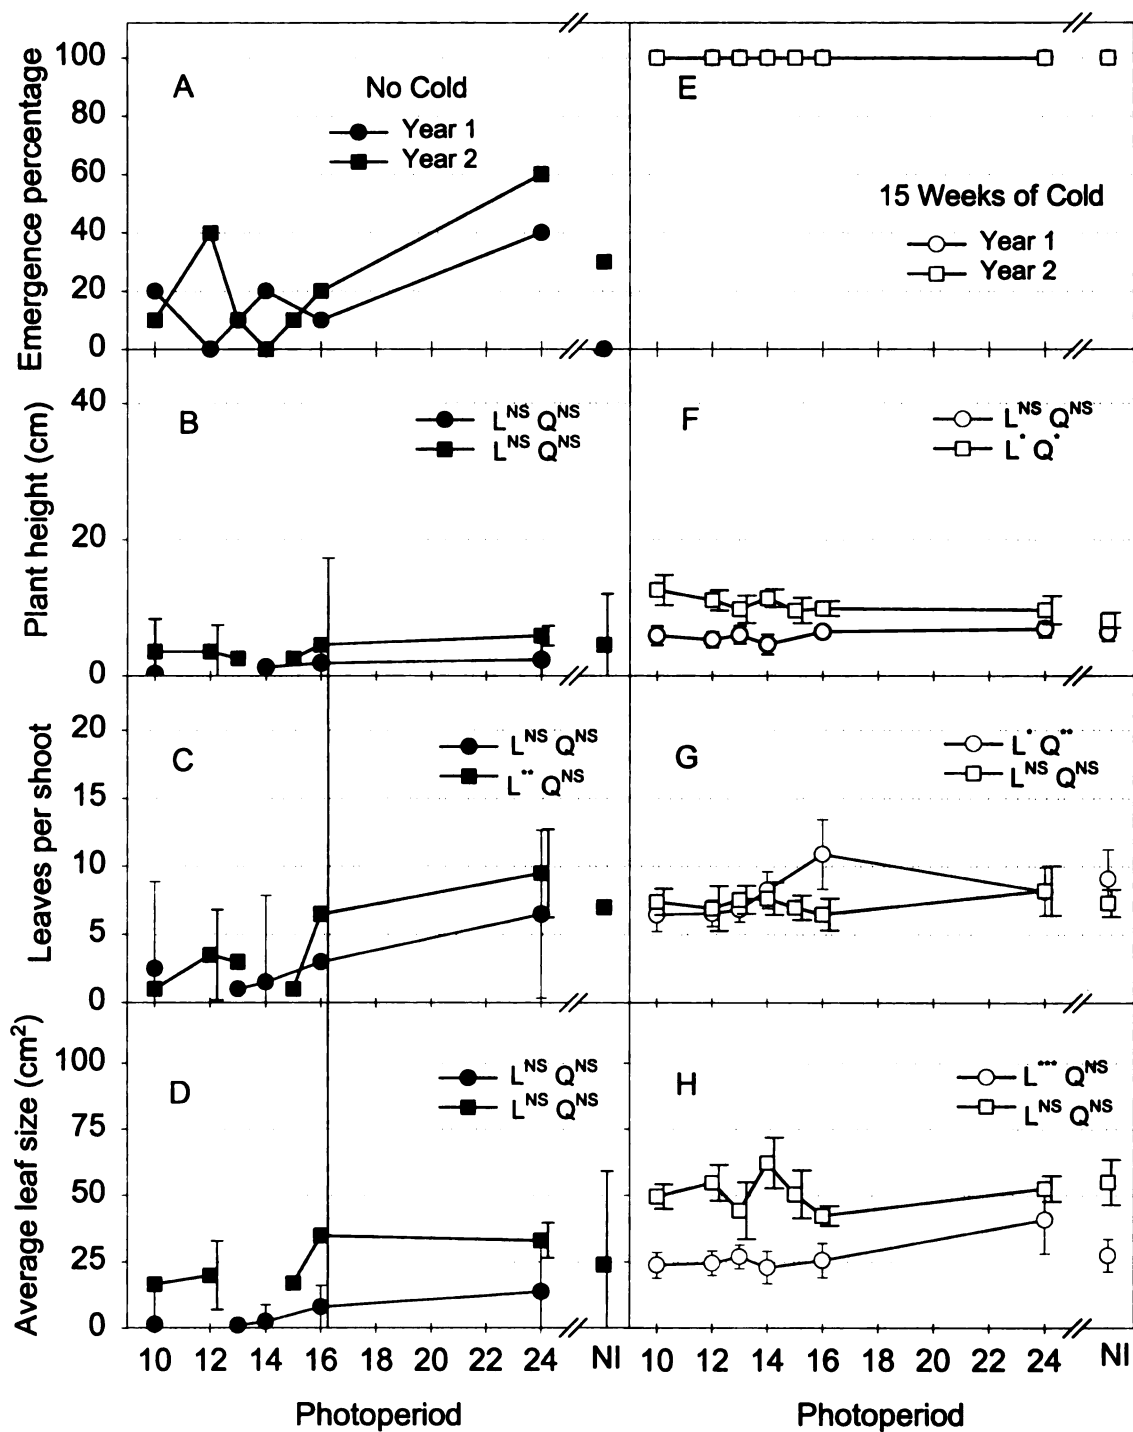 Emergence percentage
100
80
60
40
20
0
A
No Cold
Year 1
Year 2
E
15 Weeks of Cold
Year 1
Year 2
Plant height (cm)
40
20
0
B
L^NS Q^NS
L^NS Q^NS
F
L^NS Q^NS
L^* Q^*
Leaves per shoot
20
15
10
5
0
C
L^NS Q^NS
L^** Q^NS
G
L^* Q^**
L^NS Q^NS
Average leaf size (cm²)
100
75
50
25
0
D
L^NS Q^NS
L^NS Q^NS
H
L^*** Q^NS
L^NS Q^NS
10 12 14 16 18 20 22 24 NI
10 12 14 16 18 20 22 24 NI
Photoperiod
Photoperiod